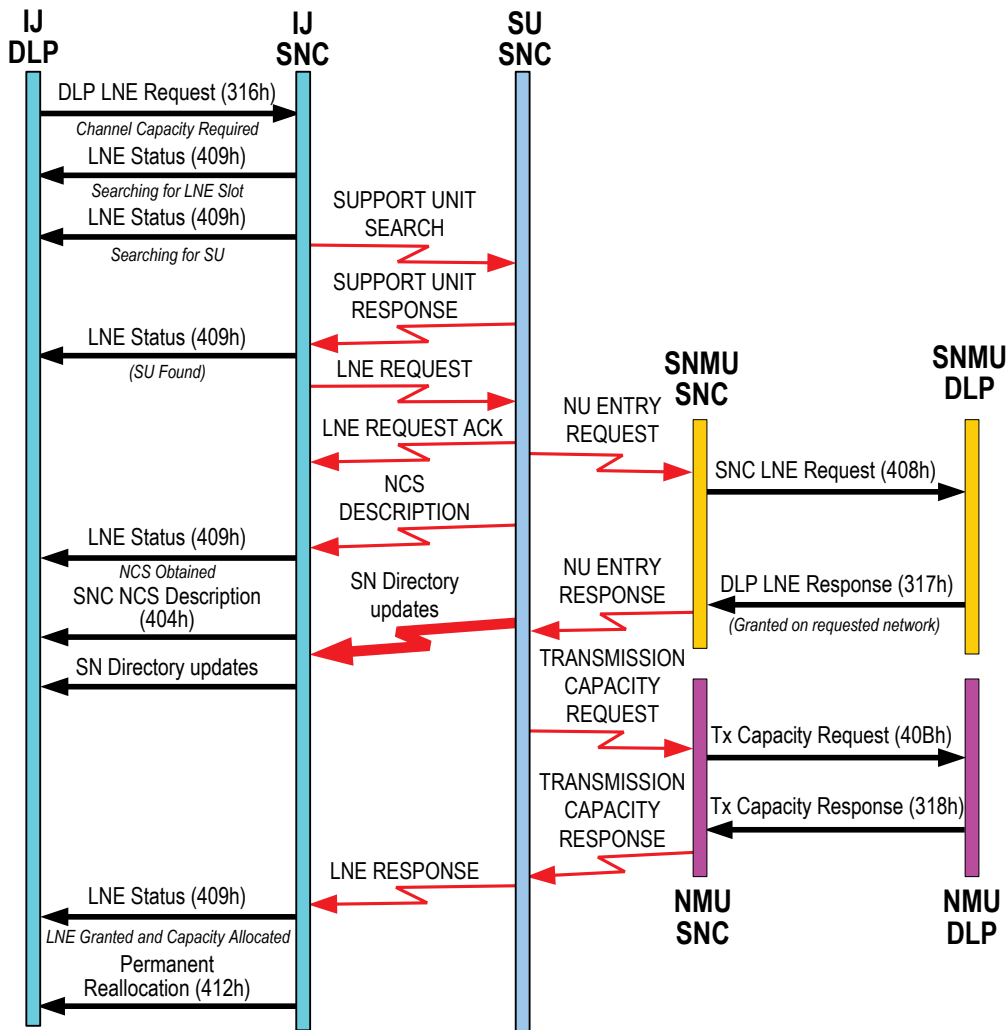 IJ
DLP
IJ
SNC
SU
SNC
DLP LNE Request (316h)
Channel Capacity Required
LNE Status (409h)
Searching for LNE Slot
LNE Status (409h)
Searching for SU
SUPPORT UNIT
SEARCH
SUPPORT UNIT
RESPONSE
LNE Status (409h)
(SU Found)
LNE REQUEST
SNMU
SNC
SNMU
DLP
LNE REQUEST ACK
NU ENTRY
REQUEST
SNC LNE Request (408h)
NCS
DESCRIPTION
LNE Status (409h)
NCS Obtained
SNC NCS Description
(404h)
SN Directory
updates
NU ENTRY
RESPONSE
DLP LNE Response (317h)
(Granted on requested network)
SN Directory updates
TRANSMISSION
CAPACITY
REQUEST
Tx Capacity Request (40Bh)
TRANSMISSION
CAPACITY
RESPONSE
Tx Capacity Response (318h)
LNE RESPONSE
LNE Status (409h)
LNE Granted and Capacity Allocated
NMU
SNC
NMU
DLP
Permanent
Reallocation (412h)